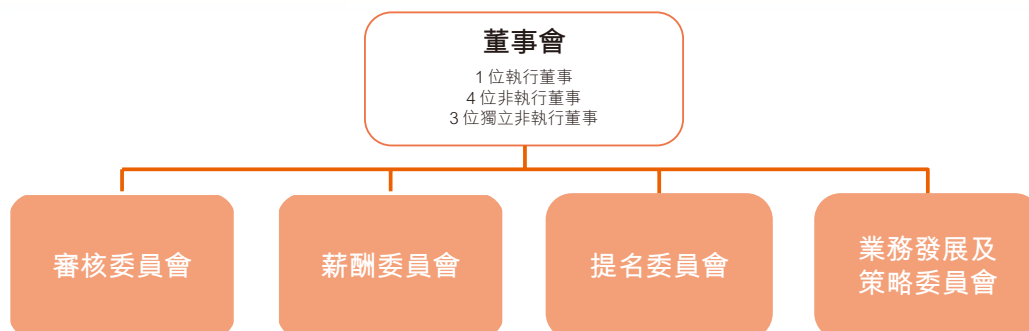 董事會
1 位執行董事
4 位非執行董事
3 位獨立非執行董事
審核委員會
薪酬委員會
提名委員會
業務發展及
策略委員會